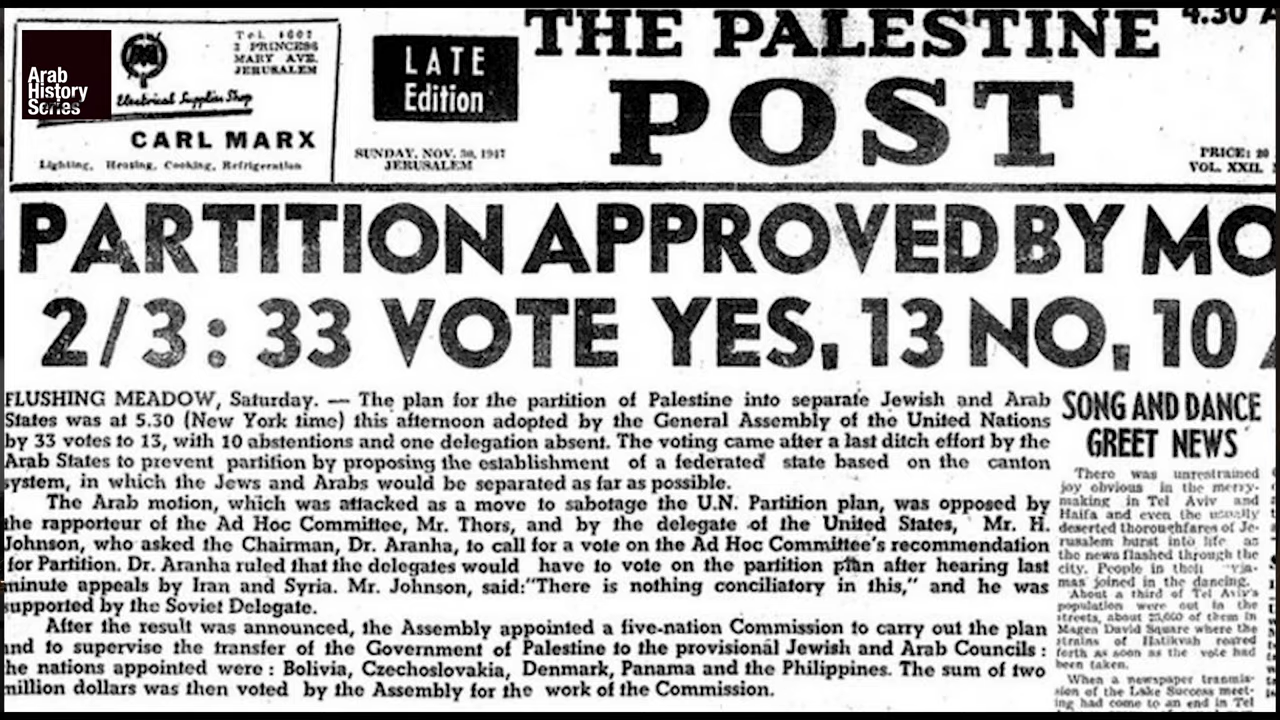 Arab
History
Series
Tel. 4607
2 PRINCESS
MARY AVE.
JERUSALEM
Electrical Supplies Shop
CARL MARX
Lighting, Heating, Cooking, Refrigeration
LATE
Edition
SUNDAY, NOV. 30, 1947
JERUSALEM
THE PALESTINE
POST
4.30 A
PRICE: 20
VOL. XXII.
PARTITION APPROVED BY MO
2/3: 33 VOTE YES, 13 NO, 10
FLUSHING MEADOW, Saturday. — The plan for the partition of Palestine into separate Jewish and Arab
States was at 5.30 (New York time) this afternoon adopted by the General Assembly of the United Nations
by 33 votes to 13, with 10 abstentions and one delegation absent. The voting came after a last ditch effort by the
Arab States to prevent partition by proposing the establishment of a federated state based on the canton
system, in which the Jews and Arabs would be separated as far as possible.
The Arab motion, which was attacked as a move to sabotage the U.N. Partition plan, was opposed by
the rapporteur of the Ad Hoc Committee, Mr. Thors, and by the delegate of the United States, Mr. H.
Johnson, who asked the Chairman, Dr. Aranha, to call for a vote on the Ad Hoc Committee's recommendation
for Partition. Dr. Aranha ruled that the delegates would have to vote on the partition plan after hearing last
minute appeals by Iran and Syria. Mr. Johnson, said:"There is nothing conciliatory in this," and he was
supported by the Soviet Delegate.
After the result was announced, the Assembly appointed a five-nation Commission to carry out the plan
and to supervise the transfer of the Government of Palestine to the provisional Jewish and Arab Councils :
he nations appointed were : Bolivia, Czechoslovakia, Denmark, Panama and the Philippines. The sum of two
million dollars was then voted by the Assembly for the work of the Commission.
SONG AND DANCE
GREET NEWS
There was unrestrained
joy obvious in the merry-
making in Tel Aviv and
Haifa and even the usually
deserted thoroughfares of Je-
rusalem burst into life as
the news flashed through the
city. People in their
mas joined in the dancing.
About a third of Tel Aviv's
population were out in the
streets, about 25,000 of them in
Magen David Square where the
strains of Hatikvah roared
forth as soon as the vote had
been taken.
When a newspaper transmis-
sion of the Lake Success meet-
ing had come to an end in Tel